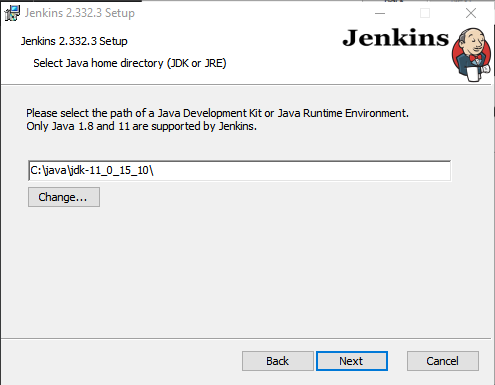 Jenkins 2.332.3 Setup
Jenkins 2.332.3 Setup
Jenkins
Select Java home directory (JDK or JRE)
Please select the path of a Java Development Kit or Java Runtime Environment.
Only Java 1.8 and 11 are supported by Jenkins.
C:\java\jdk-11_0_15_10\
Change...
Back
Next
Cancel